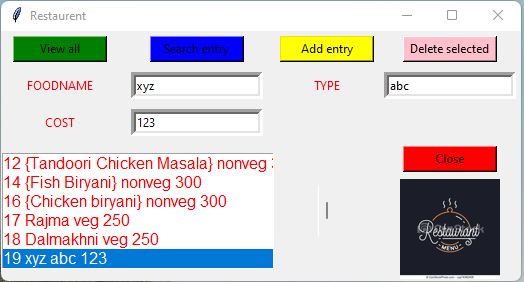 Restaurent
View all Search entry Add entry Delete selected
FOODNAME xyz TYPE abc
COST 123
Close
12 {Tandoori Chicken Masala} nonveg
14 {Fish Biryani} nonveg 300
16 {Chicken biryani} nonveg 300
17 Rajma veg 250
18 Dalmakhni veg 250
19 xyz abc 123
Restaurant
MENU